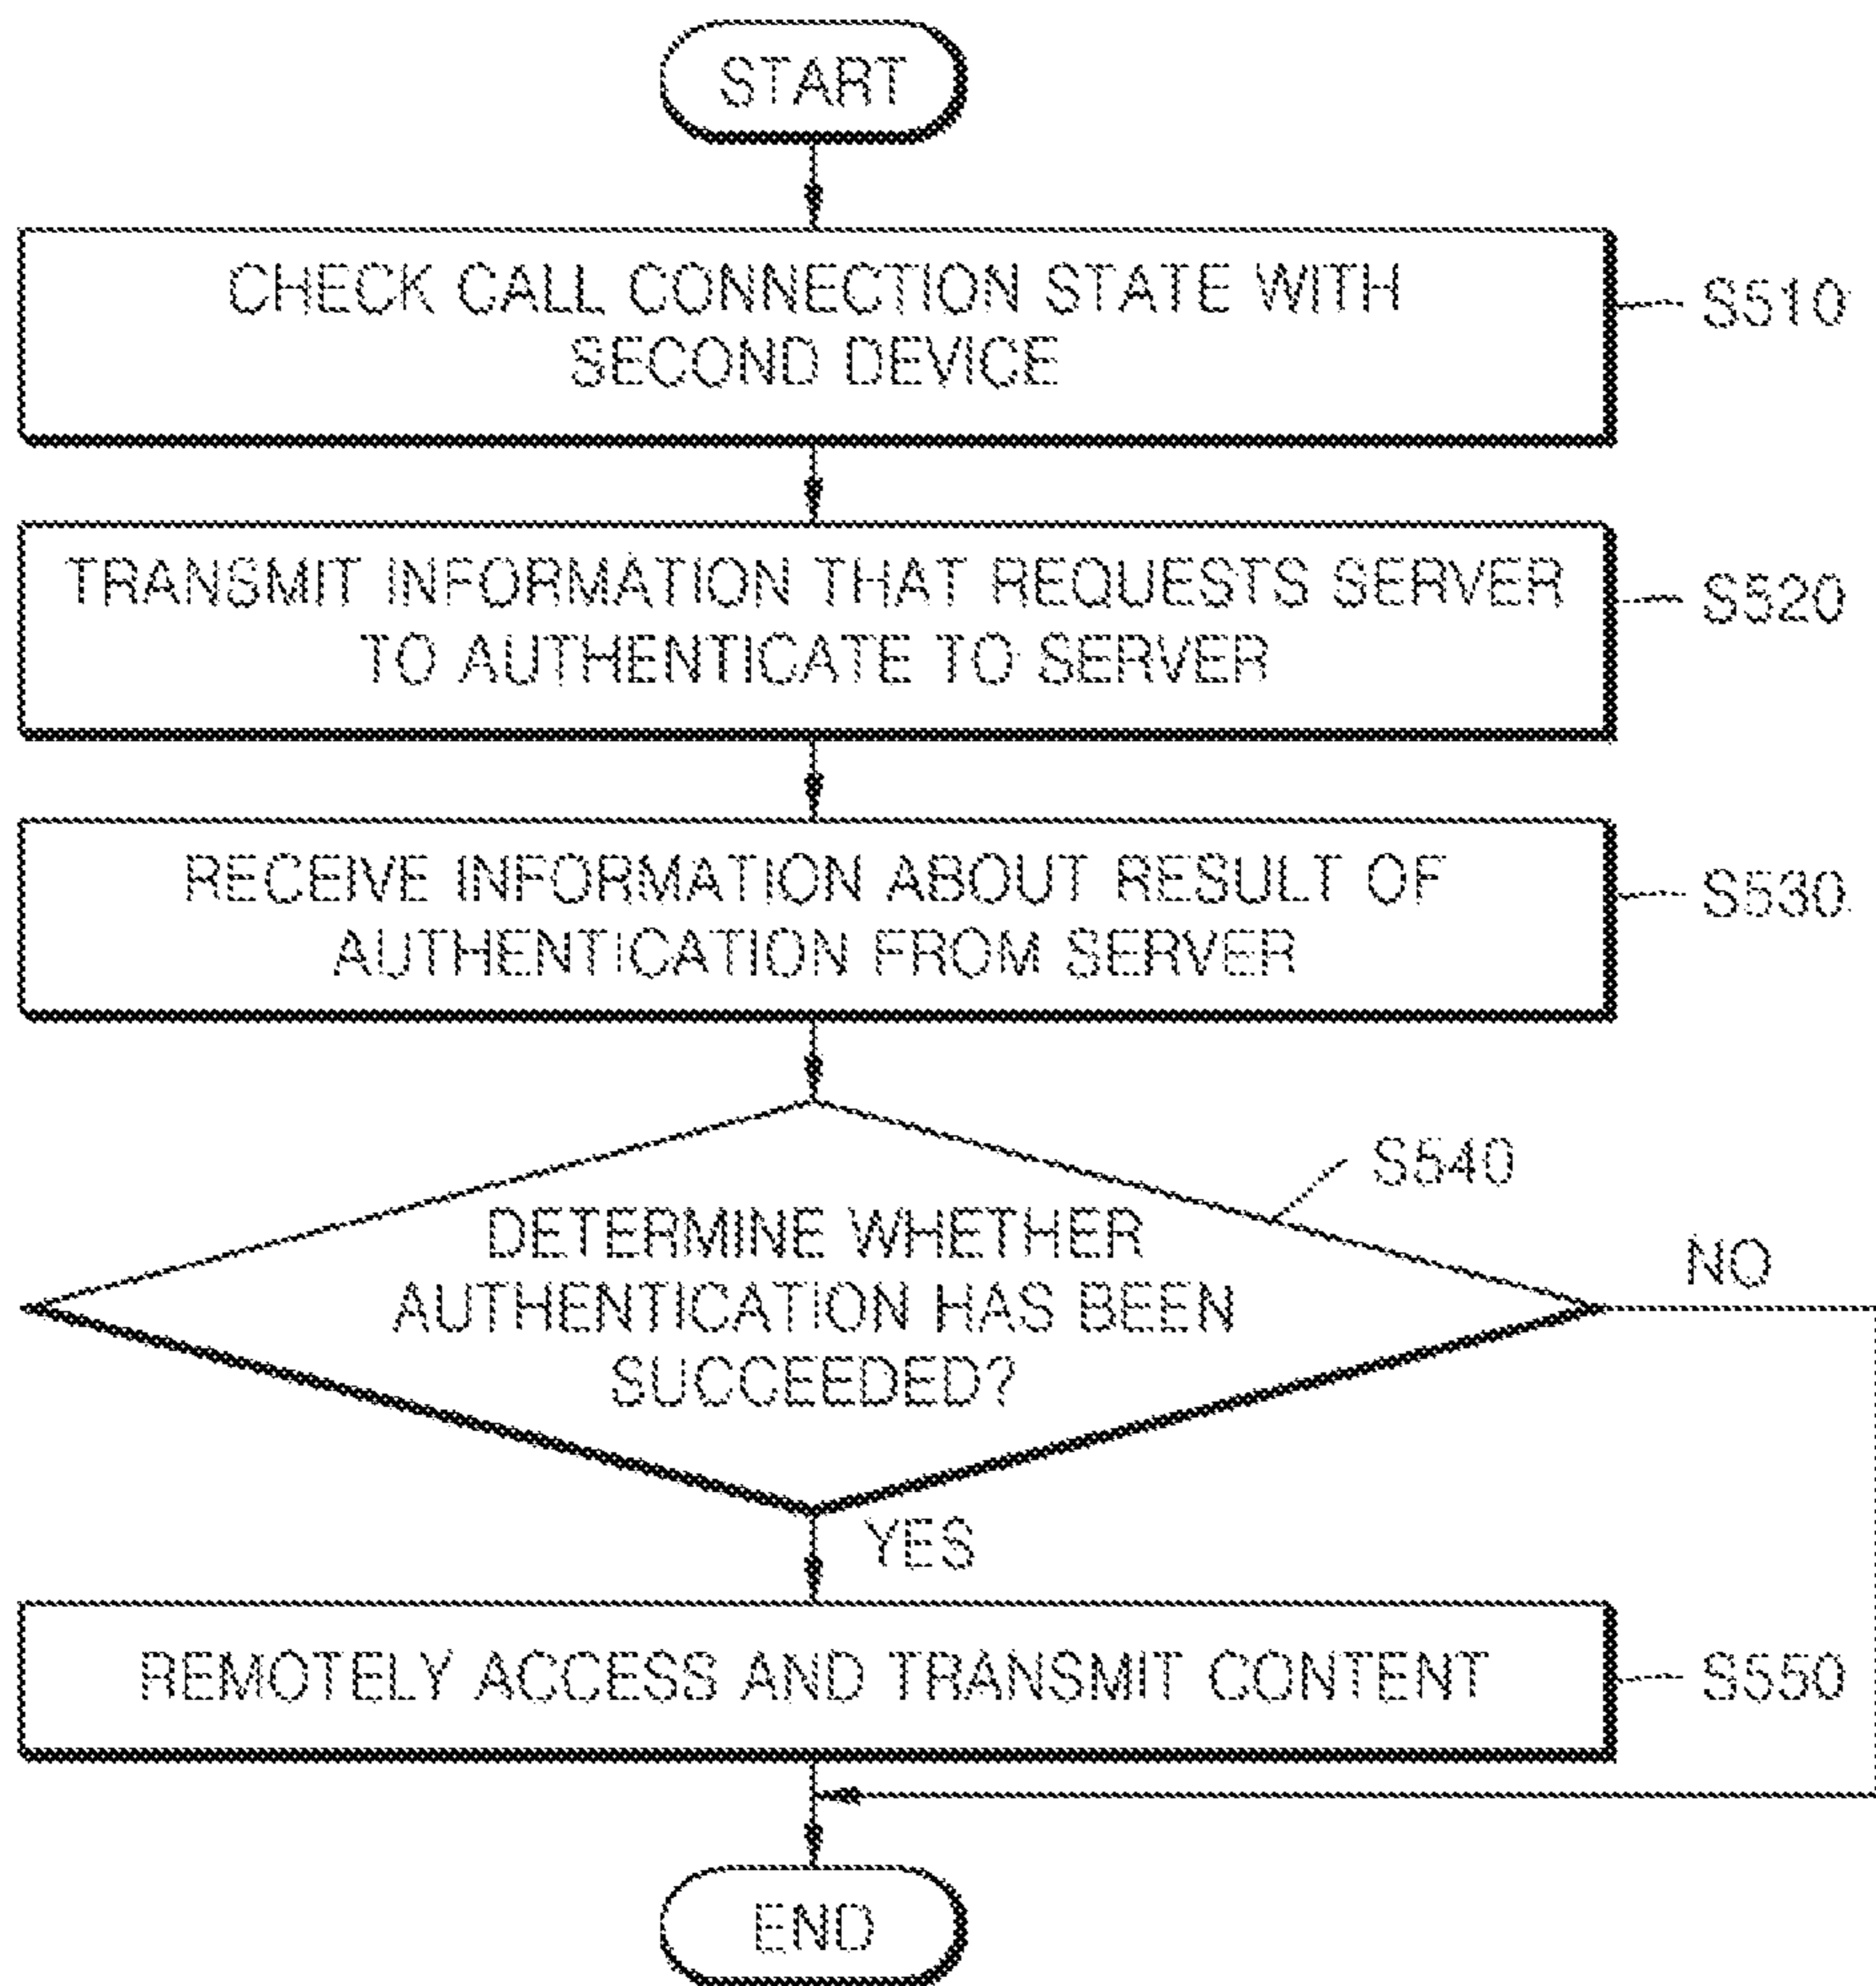 START
CHECK CALL CONNECTION STATE WITH
SECOND DEVICE
S510
TRANSMIT INFORMATION THAT REQUESTS SERVER
TO AUTHENTICATE TO SERVER
S520
RECEIVE INFORMATION ABOUT RESULT OF
AUTHENTICATION FROM SERVER
S530
S540
DETERMINE WHETHER
AUTHENTICATION HAS BEEN
SUCCEEDED?
NO
YES
REMOTELY ACCESS AND TRANSMIT CONTENT
S550
END